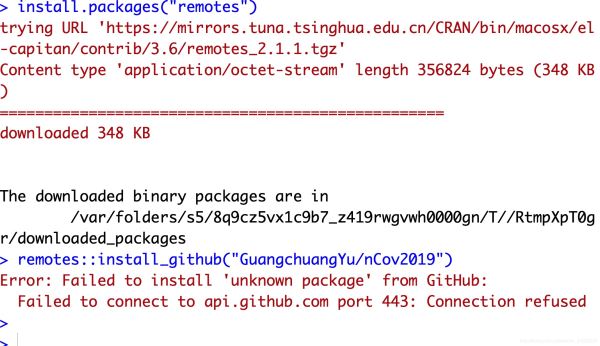 > install.packages("remotes")
trying URL 'https://mirrors.tuna.tsinghua.edu.cn/CRAN/bin/macosx/el
-capitan/contrib/3.6/remotes_2.1.1.tgz'
Content type 'application/octet-stream' length 356824 bytes (348 KB
)
==================================================
downloaded 348 KB
The downloaded binary packages are in
/var/folders/s5/8q9cz5vx1c9b7_z419rwgvwh0000gn/T//RtmpXpT0g
r/downloaded_packages
> remotes::install_github("GuangchuangYu/nCov2019")
Error: Failed to install 'unknown package' from GitHub:
Failed to connect to api.github.com port 443: Connection refused
>
>